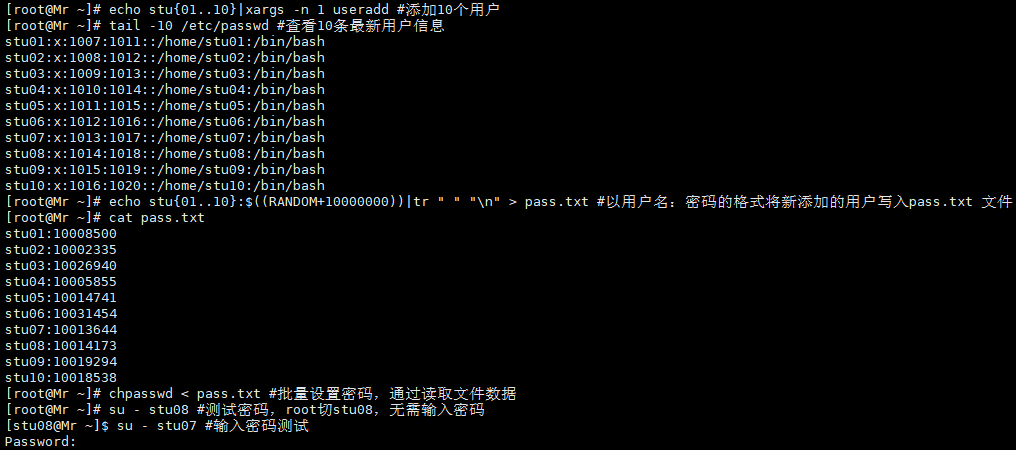 [root@Mr ~]# echo stu{01..10}|xargs -n 1 useradd #添加10个用户
[root@Mr ~]# tail -10 /etc/passwd #查看10条最新用户信息
stu01:x:1007:1011::/home/stu01:/bin/bash
stu02:x:1008:1012::/home/stu02:/bin/bash
stu03:x:1009:1013::/home/stu03:/bin/bash
stu04:x:1010:1014::/home/stu04:/bin/bash
stu05:x:1011:1015::/home/stu05:/bin/bash
stu06:x:1012:1016::/home/stu06:/bin/bash
stu07:x:1013:1017::/home/stu07:/bin/bash
stu08:x:1014:1018::/home/stu08:/bin/bash
stu09:x:1015:1019::/home/stu09:/bin/bash
stu10:x:1016:1020::/home/stu10:/bin/bash
[root@Mr ~]# echo stu{01..10}:$((RANDOM+10000000))|tr " " "\n" > pass.txt #以用户名：密码的格式将新添加的用户写入pass.txt 文件
[root@Mr ~]# cat pass.txt
stu01:10008500
stu02:10002335
stu03:10026940
stu04:10005855
stu05:10014741
stu06:10031454
stu07:10013644
stu08:10014173
stu09:10019294
stu10:10018538
[root@Mr ~]# chpasswd < pass.txt #批量设置密码，通过读取文件数据
[root@Mr ~]# su - stu08 #测试密码，root切stu08，无需输入密码
[stu08@Mr ~]$ su - stu07 #输入密码测试
Password: